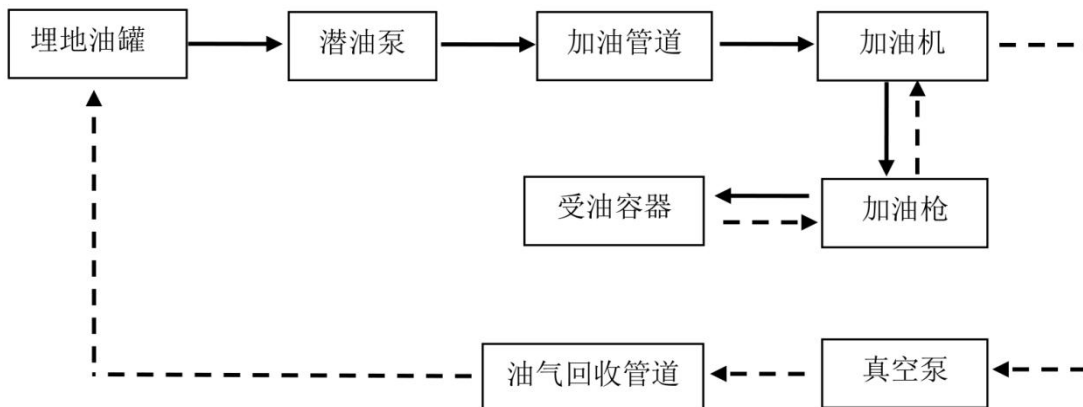 埋地油罐
潜油泵
加油管道
加油机
受油容器
加油枪
油气回收管道
真空泵